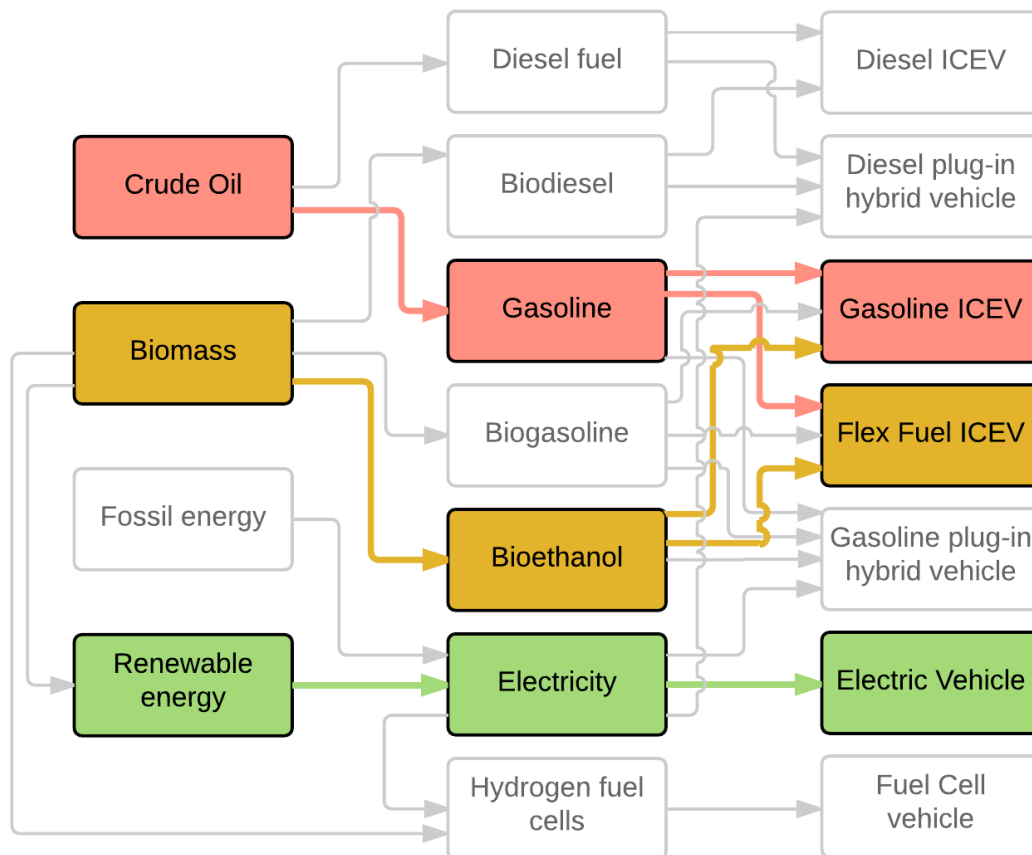 Crude Oil
Biomass
Fossil energy
Renewable
energy
Diesel fuel
Biodiesel
Gasoline
Biogasoline
Bioethanol
Electricity
Hydrogen fuel
cells
Diesel ICEV
Diesel plug-in
hybrid vehicle
Gasoline ICEV
Flex Fuel ICEV
Gasoline plug-in
hybrid vehicle
Electric Vehicle
Fuel Cell
vehicle